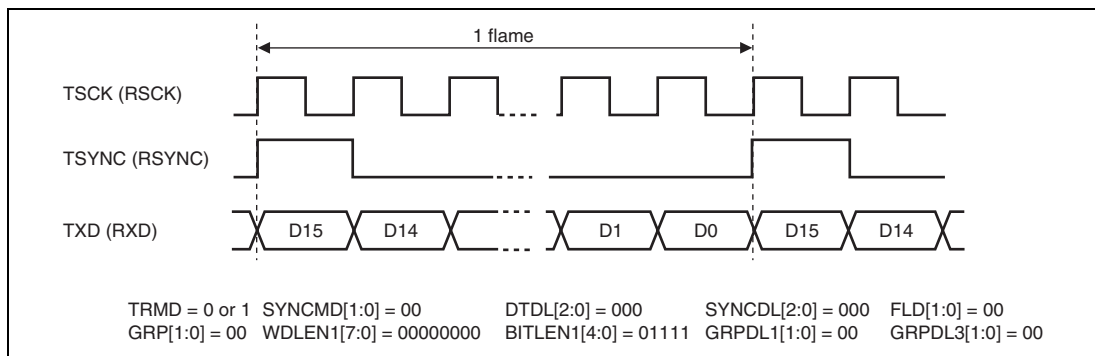 1 flame
TSCK (RSCK)
TSYNC (RSYNC)
TXD (RXD)
D15 D14 D1 D0 D15 D14
TRMD = 0 or 1 SYNCMD[1:0] = 00 DTDL[2:0] = 000 SYNCDL[2:0] = 000 FLD[1:0] = 00
GRP[1:0] = 00 WDLEN1[7:0] = 00000000 BITLEN1[4:0] = 01111 GRPDL1[1:0] = 00 GRPDL3[1:0] = 00